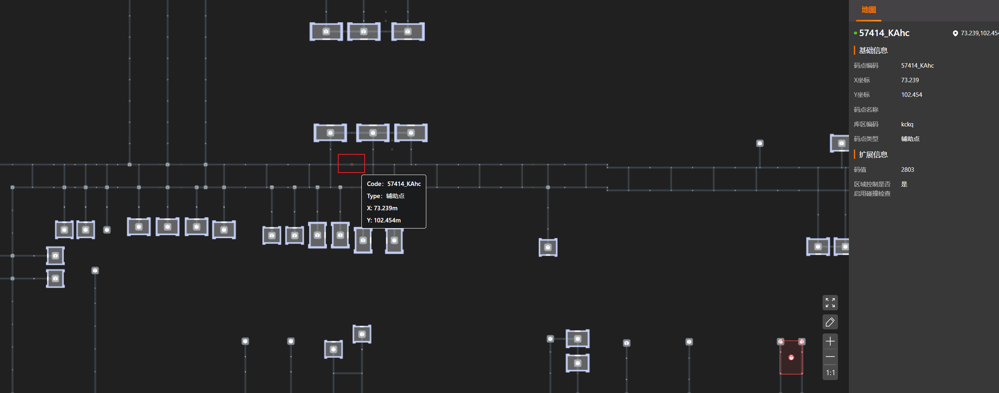 地图
57414_KAhc
73.239,102.454
基础信息
码点编码 57414_KAhc
X坐标 73.239
Y坐标 102.454
码点名称
库区编码 kckq
码点类型 辅助点
扩展信息
码值 2803
区域控制是否 是
启用碰撞检查
Code: 57414_KAhc
Type: 辅助点
X: 73.239m
Y: 102.454m
1:1